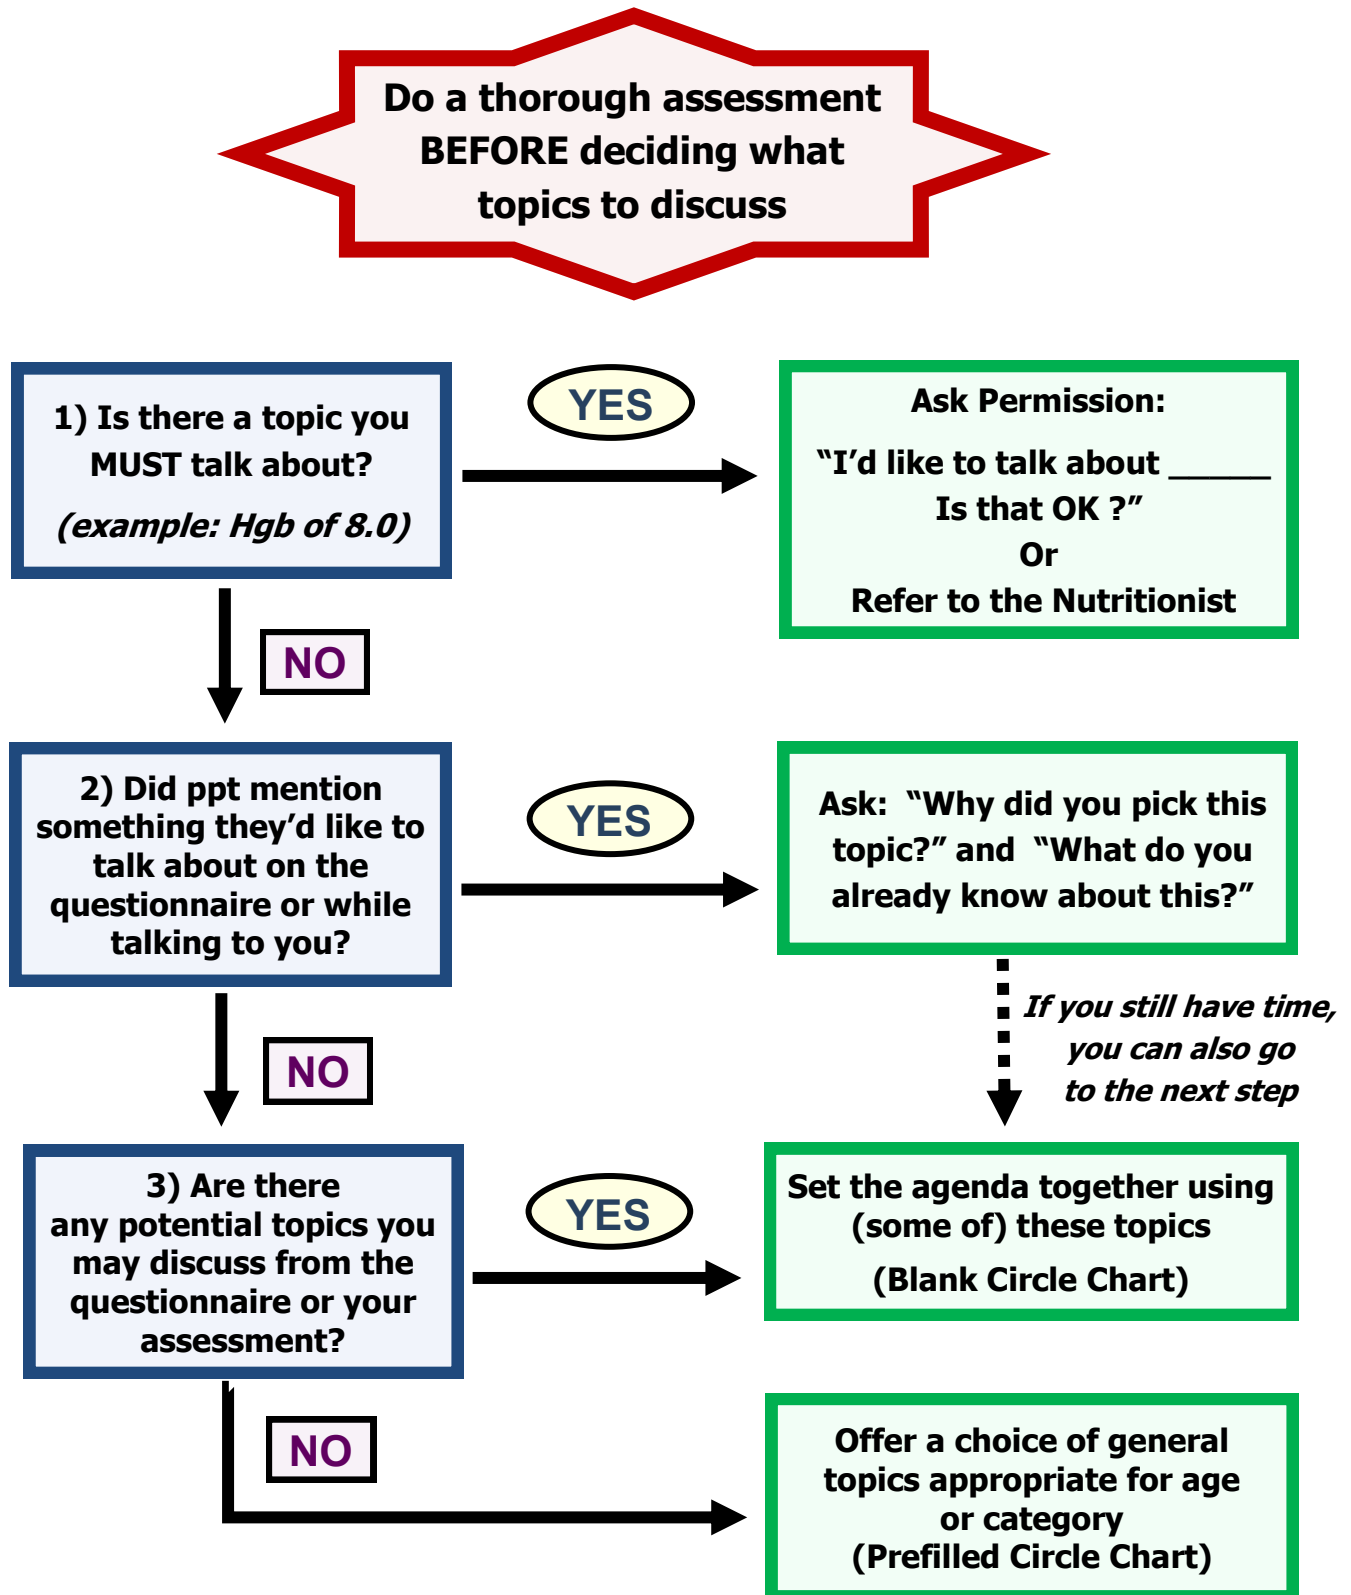 Do a thorough assessment
BEFORE deciding what
topics to discuss
1) Is there a topic you
MUST talk about?
(example: Hgb of 8.0)
YES
Ask Permission:
“I’d like to talk about ______
Is that OK ?”
Or
Refer to the Nutritionist
NO
2) Did ppt mention
something they’d like to
talk about on the
questionnaire or while
talking to you?
YES
Ask:  “Why did you pick this
topic?” and  “What do you
already know about this?”
If you still have time,
you can also go
to the next step
NO
3) Are there
any potential topics you
may discuss from the
questionnaire or your
assessment?
YES
Set the agenda together using
(some of) these topics
(Blank Circle Chart)
NO
Offer a choice of general
topics appropriate for age
or category
(Prefilled Circle Chart)